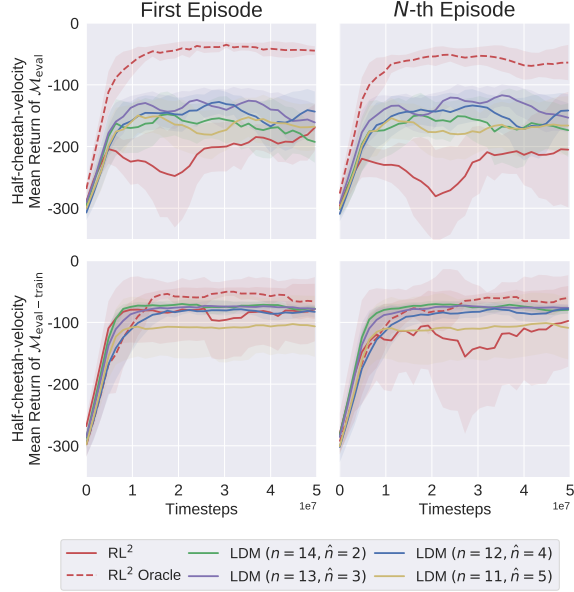 First Episode
N-th Episode
Half-cheetah-velocity
Mean Return of ℳeval
0
-100
-200
-300
Half-cheetah-velocity
Mean Return of ℳeval−train
0
-100
-200
-300
0 1 2 3 4 5
1e7
Timesteps
0 1 2 3 4 5
1e7
Timesteps
RL² LDM (n = 14, n̂ = 2) LDM (n = 12, n̂ = 4)
RL² Oracle LDM (n = 13, n̂ = 3) LDM (n = 11, n̂ = 5)